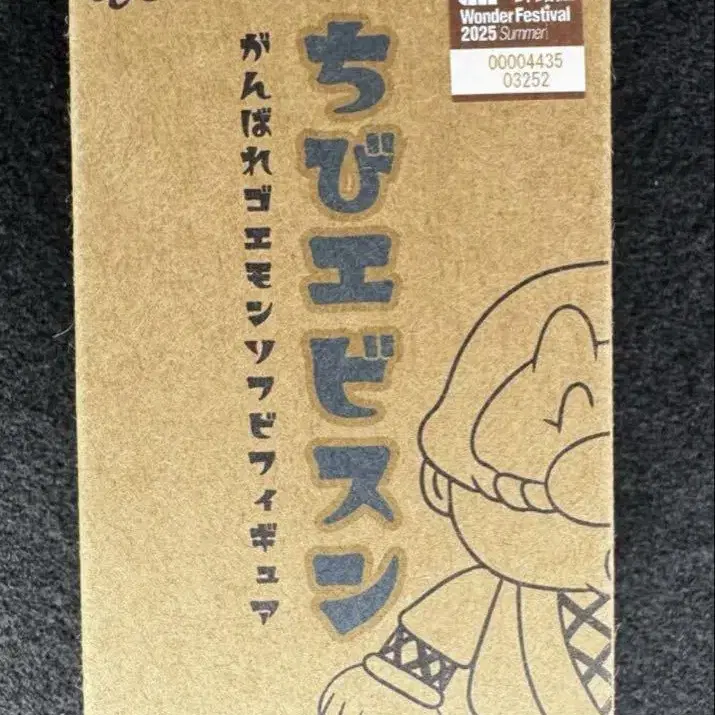 ちびエビスン
がんばれゴエモンソフビフィギュア
Wonder Festival
2025 Summer
00004435
03252